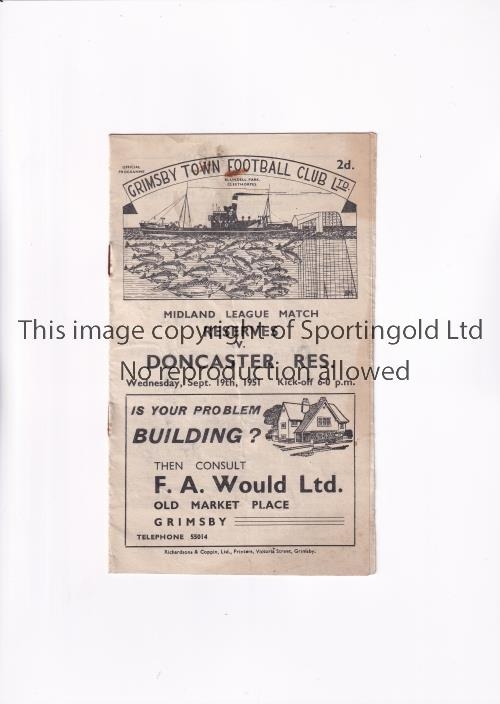 OFFICIAL PROGRAMME
2d.
GRIMSBY TOWN FOOTBALL CLUB LTD.
BLUNDELL PARK,
CLEETHORPES
MIDLAND LEAGUE MATCH
This image copyright of Sportingold Ltd
RESERVES
V.
DONCASTER RES.
No reproduction allowed.
Wednesday, Sept. 19th, 1951 Kick-off 6-0 p.m.
IS YOUR PROBLEM
BUILDING?
THEN CONSULT
F. A. Would Ltd.
OLD MARKET PLACE
GRIMSBY
TELEPHONE 55014
Richardsons & Coppin, Ltd., Printers, Victoria Street, Grimsby.